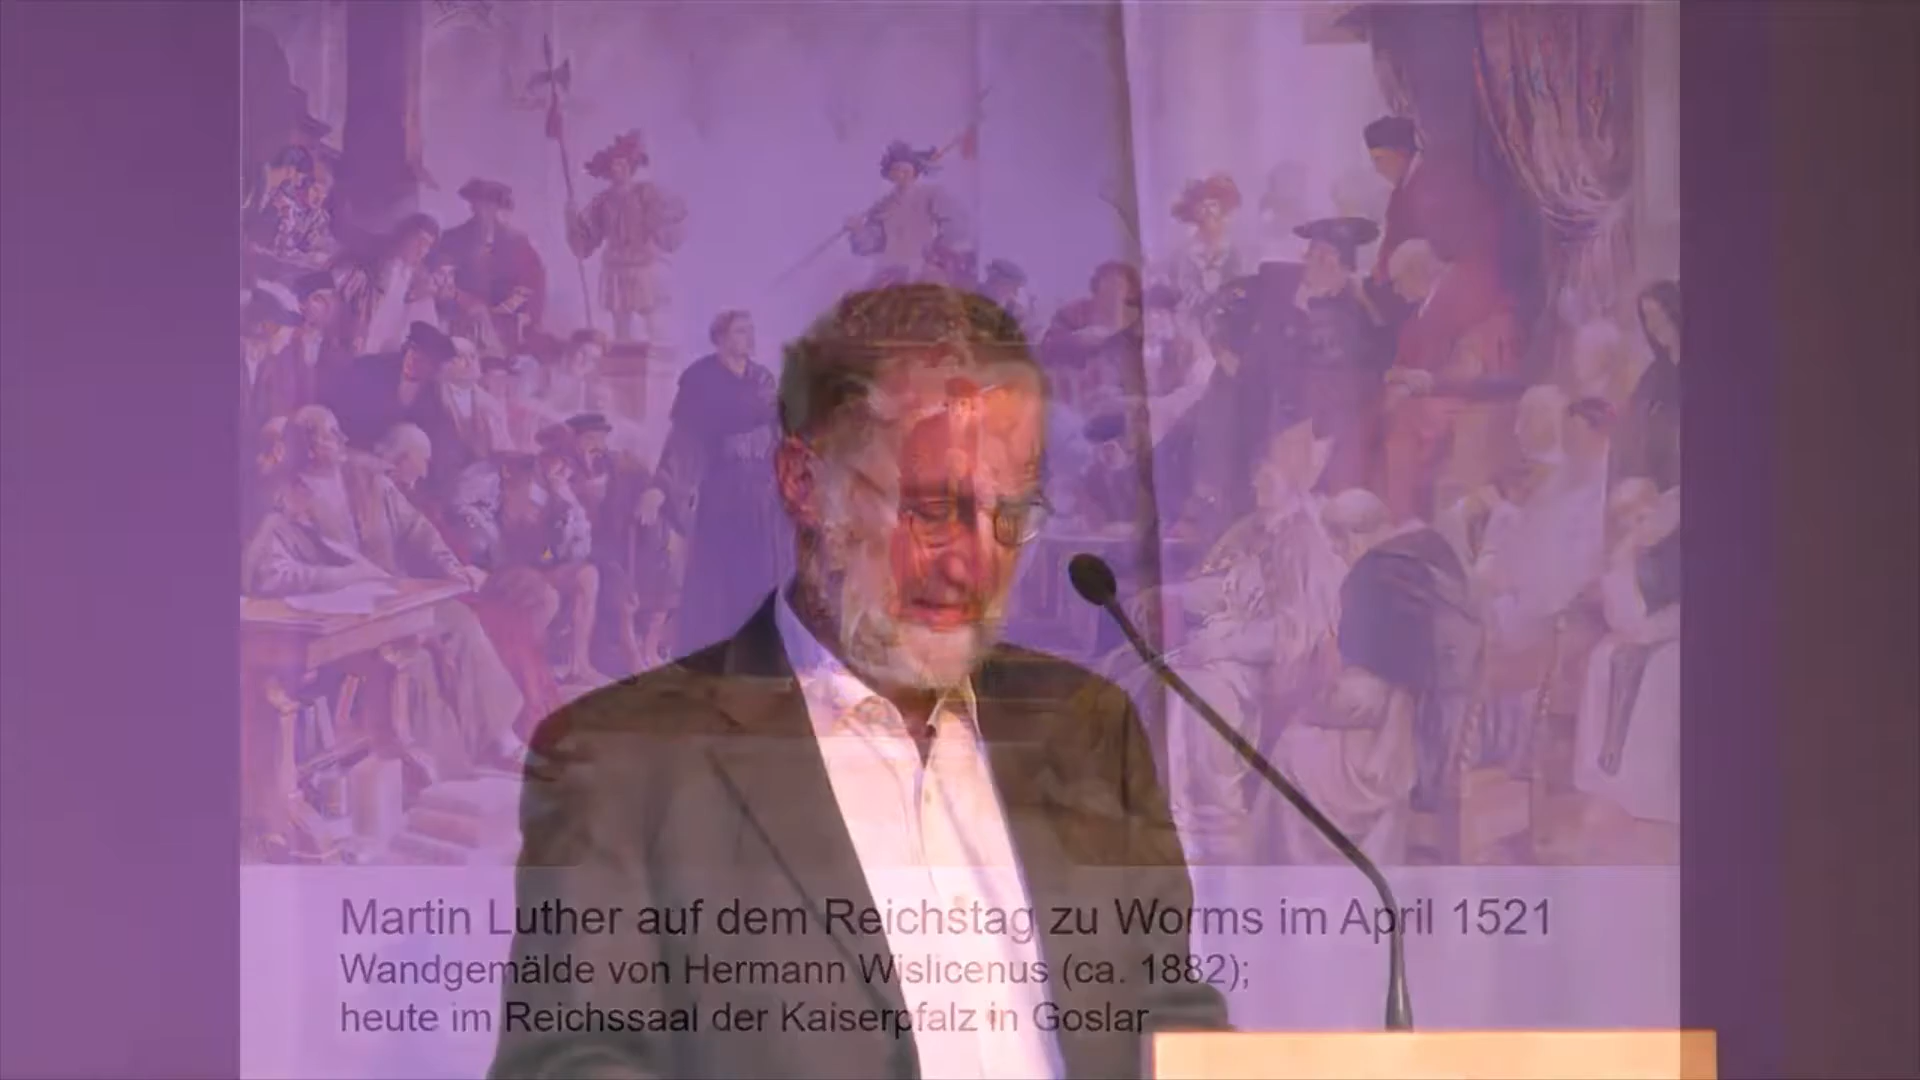 Martin Luther auf dem Reichstag zu Worms im April 1521
Wandgemälde von Hermann Wislicenus (ca. 1882);
heute im Reichssaal der Kaiserpfalz in Goslar